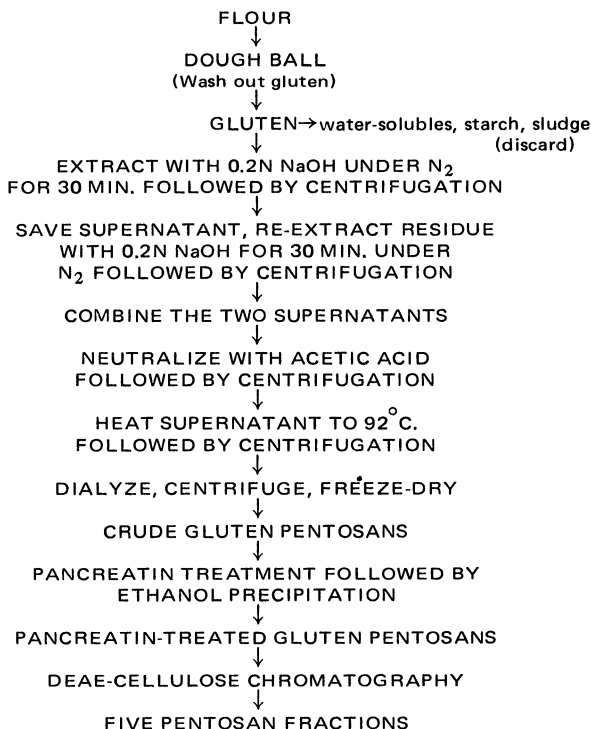 FLOUR
↓
DOUGH BALL
(Wash out gluten)
↓
GLUTEN→water-solubles, starch, sludge
(discard)
↓
EXTRACT WITH 0.2N NaOH UNDER N₂
FOR 30 MIN. FOLLOWED BY CENTRIFUGATION
↓
SAVE SUPERNATANT, RE-EXTRACT RESIDUE
WITH 0.2N NaOH FOR 30 MIN. UNDER
N₂ FOLLOWED BY CENTRIFUGATION
↓
COMBINE THE TWO SUPERNATANTS
↓
NEUTRALIZE WITH ACETIC ACID
FOLLOWED BY CENTRIFUGATION
↓
HEAT SUPERNATANT TO 92°C.
FOLLOWED BY CENTRIFUGATION
↓
DIALYZE, CENTRIFUGE, FREEZE-DRY
↓
CRUDE GLUTEN PENTOSANS
↓
PANCREATIN TREATMENT FOLLOWED BY
ETHANOL PRECIPITATION
↓
PANCREATIN-TREATED GLUTEN PENTOSANS
↓
DEAE-CELLULOSE CHROMATOGRAPHY
↓
FIVE PENTOSAN FRACTIONS